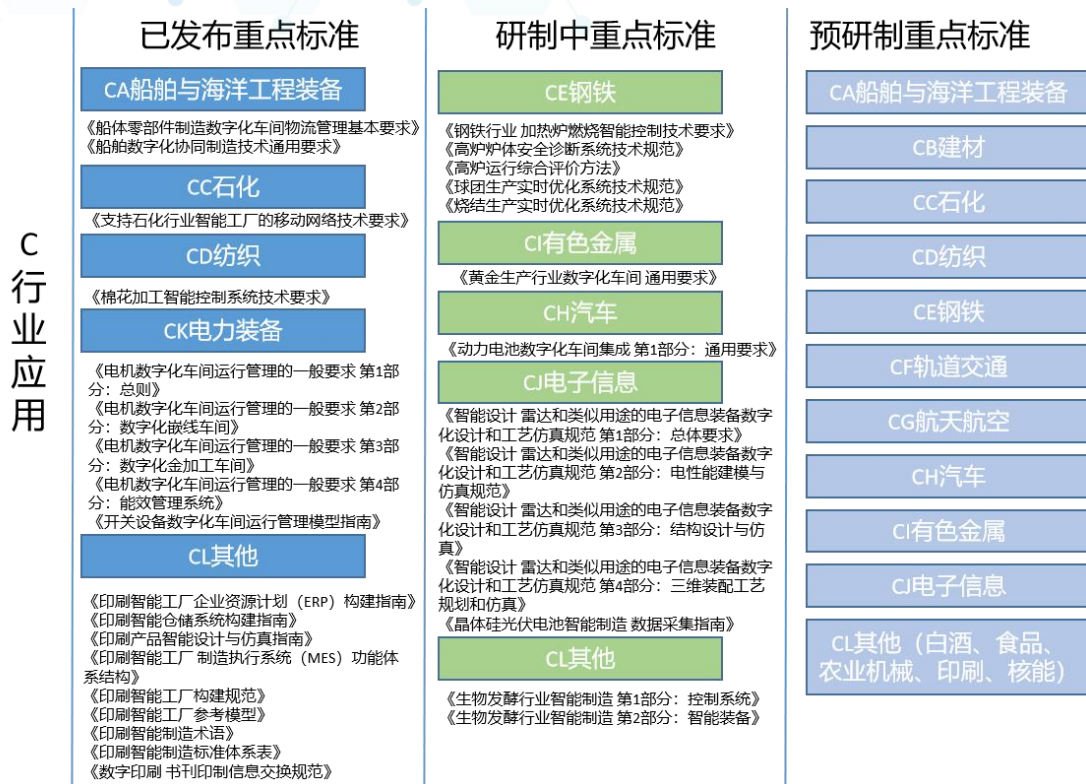 C
行
业
应
用
已发布重点标准
CA船舶与海洋工程装备
《船体零部件制造数字化车间物流管理基本要求》
《船舶数字化协同制造技术通用要求》
CC石化
《支持石化行业智能工厂的移动网络技术要求》
CD纺织
《棉花加工智能控制系统技术要求》
CK电力装备
《电机数字化车间运行管理的一般要求 第1部
分：总则》
《电机数字化车间运行管理的一般要求 第2部
分：数字化嵌线车间》
《电机数字化车间运行管理的一般要求 第3部
分：数字化金加工车间》
《电机数字化车间运行管理的一般要求 第4部
分：能效管理系统》
《开关设备数字化车间运行管理模型指南》
CL其他
《印刷智能工厂企业资源计划（ERP）构建指南》
《印刷智能仓储系统构建指南》
《印刷产品智能设计与仿真指南》
《印刷智能工厂 制造执行系统（MES）功能体
系结构》
《印刷智能工厂构建规范》
《印刷智能工厂参考模型》
《印刷智能制造术语》
《印刷智能制造标准体系表》
《数字印刷 书刊印制信息交换规范》
研制中重点标准
CE钢铁
《钢铁行业 加热炉燃烧智能控制技术要求》
《高炉炉体安全诊断系统技术规范》
《高炉运行综合评价方法》
《球团生产实时优化系统技术规范》
《烧结生产实时优化系统技术规范》
CI有色金属
《黄金生产行业数字化车间 通用要求》
CH汽车
《动力电池数字化车间集成 第1部分：通用要求》
CJ电子信息
《智能设计 雷达和类似用途的电子信息装备数字
化设计和工艺仿真规范 第1部分：总体要求》
《智能设计 雷达和类似用途的电子信息装备数字
化设计和工艺仿真规范 第2部分：电性能建模与
仿真规范》
《智能设计 雷达和类似用途的电子信息装备数字
化设计和工艺仿真规范 第3部分：结构设计与仿
真》
《智能设计 雷达和类似用途的电子信息装备数字
化设计和工艺仿真规范 第4部分：三维装配工艺
规划和仿真》
《晶体硅光伏电池智能制造 数据采集指南》
CL其他
《生物发酵行业智能制造 第1部分：控制系统》
《生物发酵行业智能制造 第2部分：智能装备》
预研制重点标准
CA船舶与海洋工程装备
CB建材
CC石化
CD纺织
CE钢铁
CF轨道交通
CG航天航空
CH汽车
CI有色金属
CJ电子信息
CL其他（白酒、食品、
农业机械、印刷、核能）